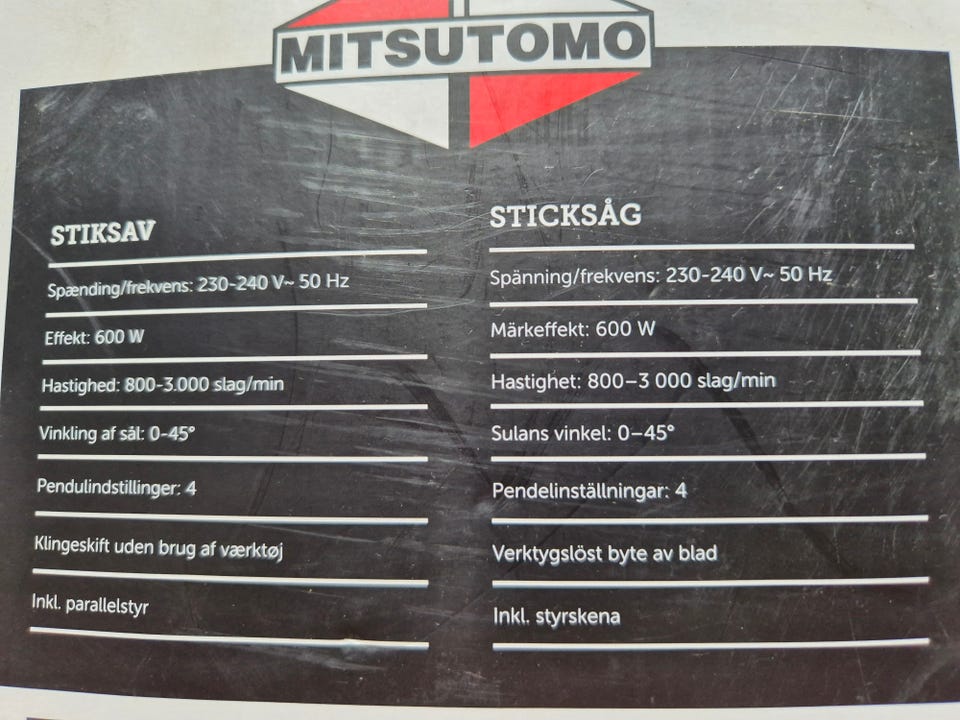 MITSUTOMO
STIKSAV
Spænding/frekvens: 230-240 V~ 50 Hz
Effekt: 600 W
Hastighed: 800-3.000 slag/min
Vinkling af sål: 0-45°
Pendulindstillinger: 4
Klingeskift uden brug af værktøj
Inkl. parallelstyr
STICKSÅG
Spänning/frekvens: 230-240 V~ 50 Hz
Märkeffekt: 600 W
Hastighet: 800–3 000 slag/min
Sulans vinkel: 0–45°
Pendelinställningar: 4
Verktygslöst byte av blad
Inkl. styrskena